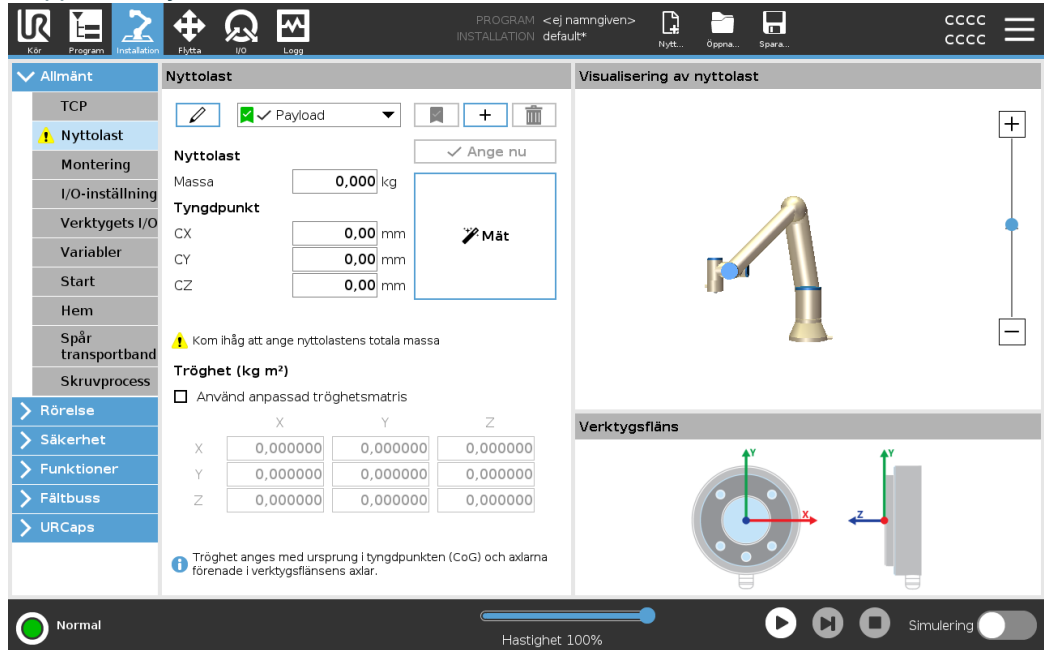 Kör
Program
Installation
Flytta
I/O
Logg
PROGRAM <ej namngiven>
INSTALLATION default*
Nytt...
Öppna...
Spara...
cccc
cccc
Allmänt
TCP
Nyttolast
Montering
I/O-inställning
Verktygets I/O
Variabler
Start
Hem
Spår
transportband
Skruvprocess
Rörelse
Säkerhet
Funktioner
Fältbuss
URCaps
Nyttolast
Payload
Nyttolast
Ange nu
Massa 0,000 kg
Tyngdpunkt
CX 0,00 mm
CY 0,00 mm
CZ 0,00 mm
Mät
Kom ihåg att ange nyttolastens totala massa
Tröghet (kg m²)
Använd anpassad tröghetsmatris
X Y Z
X 0,000000 0,000000 0,000000
Y 0,000000 0,000000 0,000000
Z 0,000000 0,000000 0,000000
Tröghet anges med ursprung i tyngdpunkten (CoG) och axlarna
förenade i verktygsflänsens axlar.
Visualisering av nyttolast
Verktygsfläns
Y
X
Y
Z
Normal
Hastighet 100%
Simulering